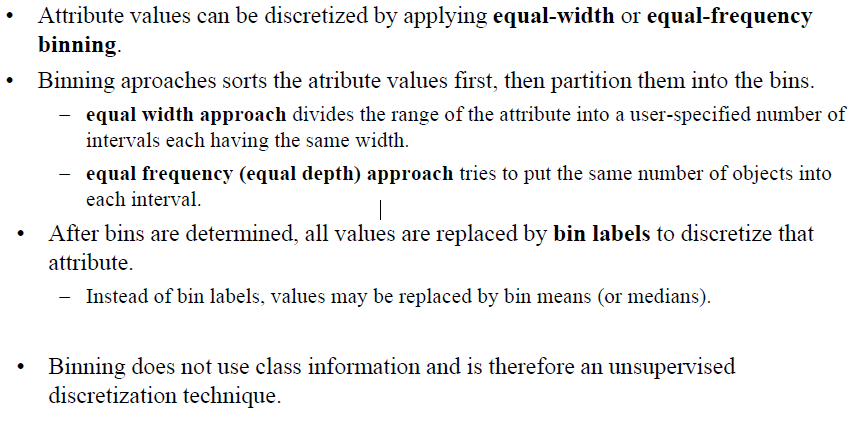 • Attribute values can be discretized by applying equal-width or equal-frequency
binning.
• Binning aproaches sorts the atribute values first, then partition them into the bins.
– equal width approach divides the range of the attribute into a user-specified number of
intervals each having the same width.
– equal frequency (equal depth) approach tries to put the same number of objects into
each interval.
• After bins are determined, all values are replaced by bin labels to discretize that
attribute.
– Instead of bin labels, values may be replaced by bin means (or medians).
• Binning does not use class information and is therefore an unsupervised
discretization technique.